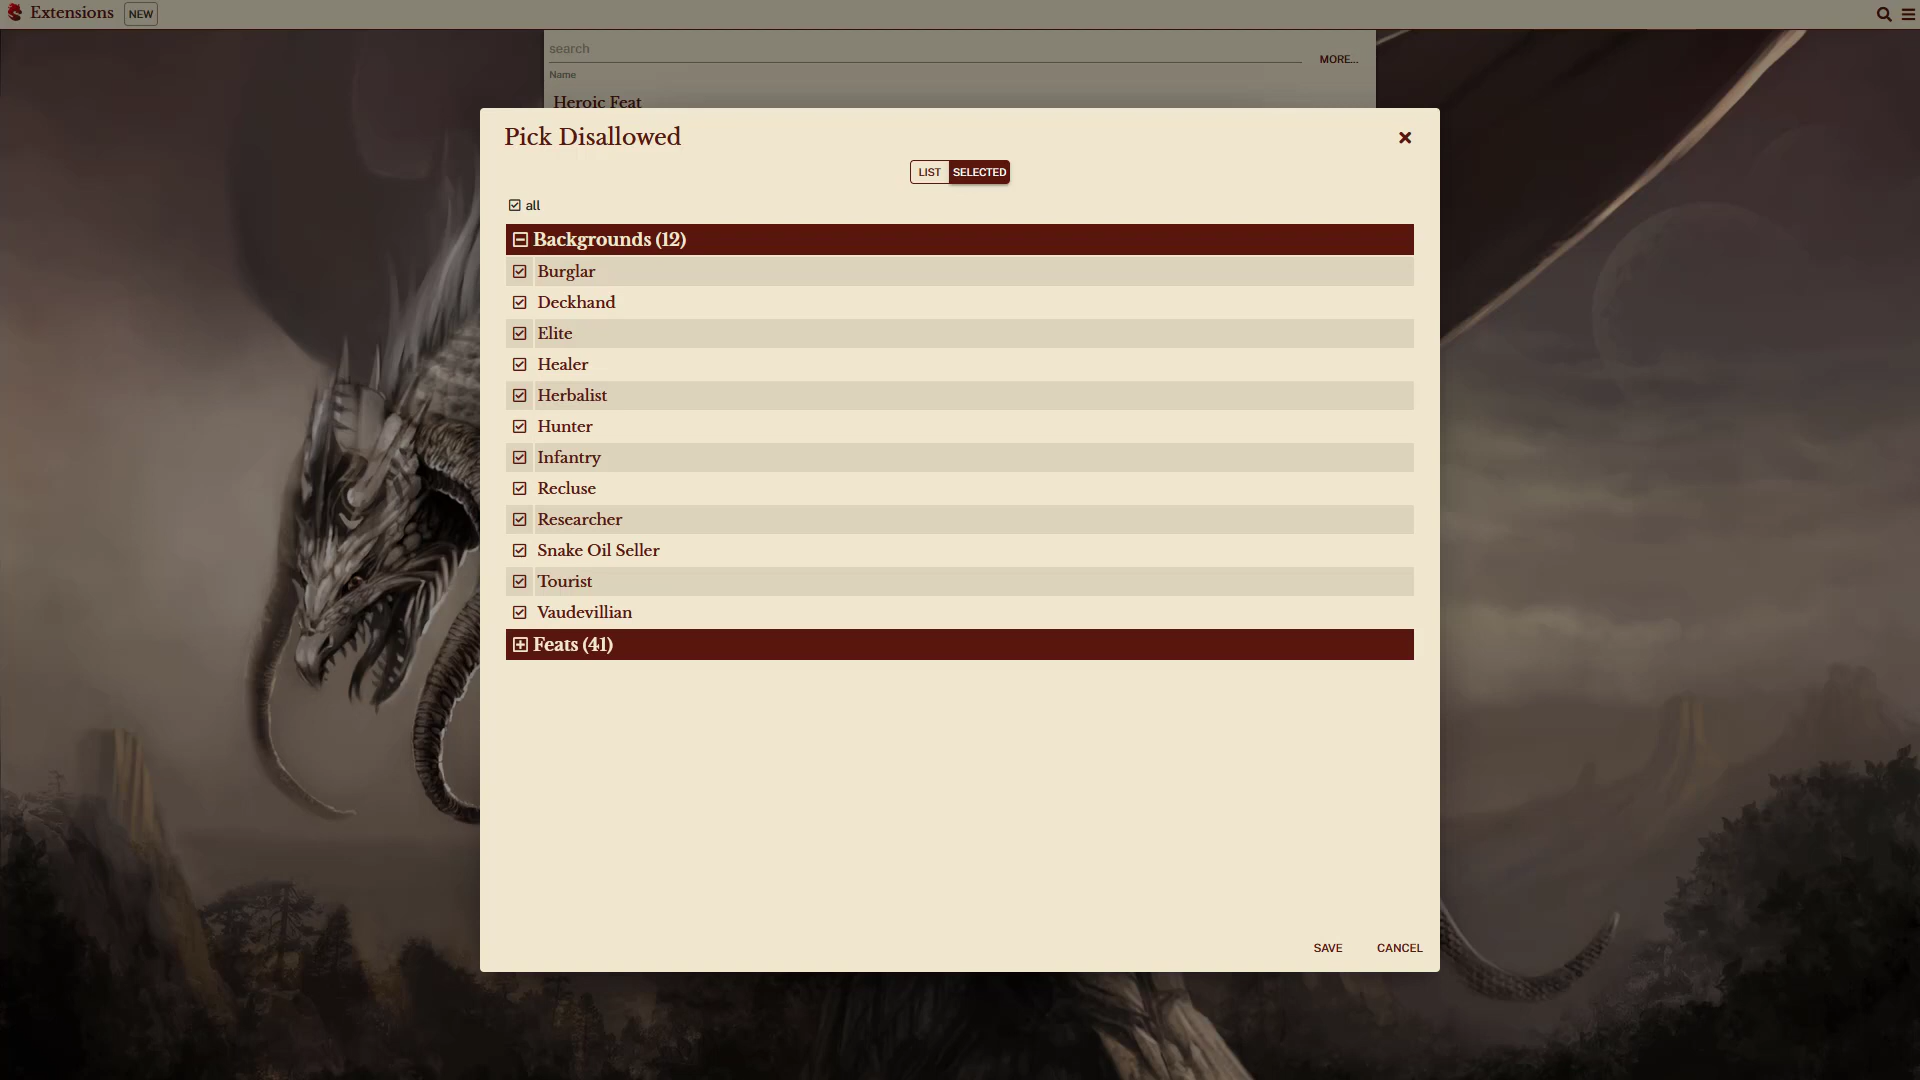 Extensions NEW
search
MORE...
Name
Heroic Feat
Pick Disallowed
LIST SELECTED
all
Backgrounds (12)
Burglar
Deckhand
Elite
Healer
Herbalist
Hunter
Infantry
Recluse
Researcher
Snake Oil Seller
Tourist
Vaudevillian
Feats (41)
SAVE CANCEL